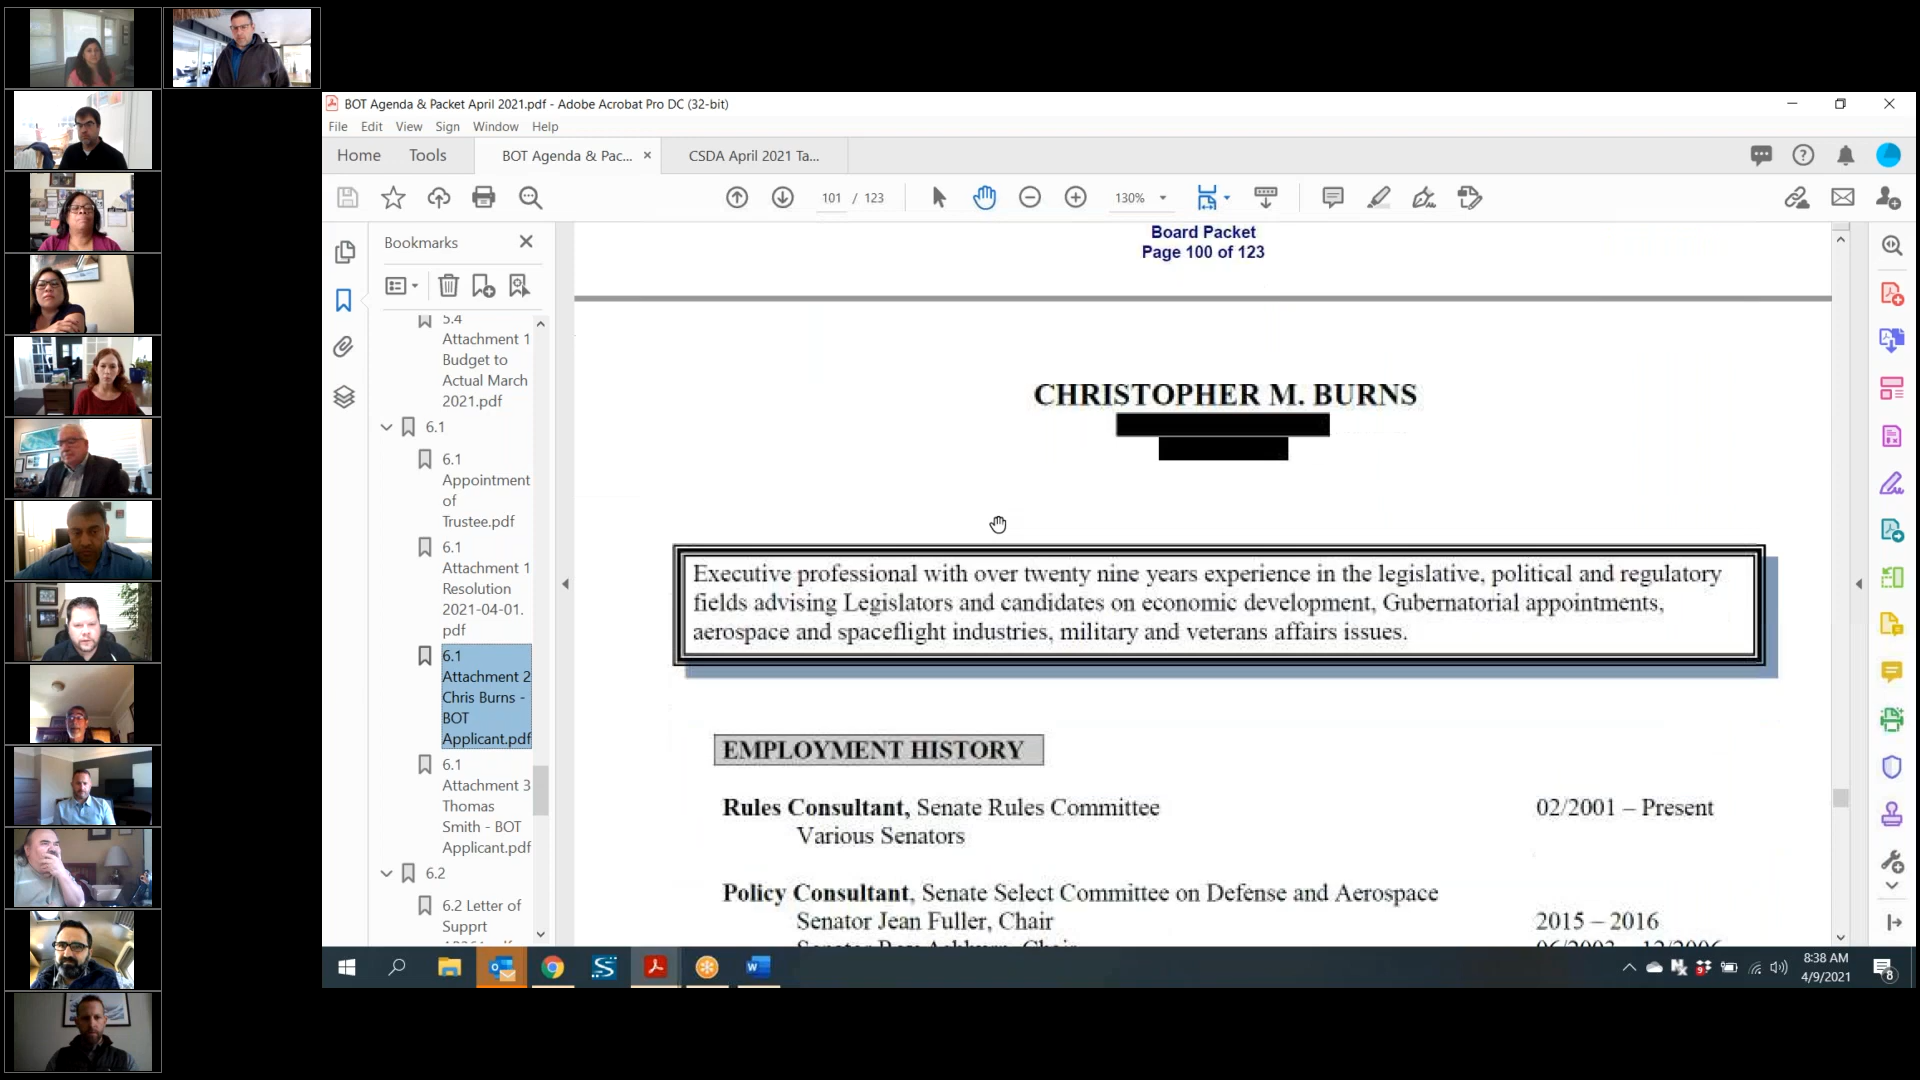 BOT Agenda & Packet April 2021.pdf - Adobe Acrobat Pro DC (32-bit)
File Edit View Sign Window Help
Home Tools BOT Agenda & Pac... CSDA April 2021 Ta...
101 / 123 130%
Bookmarks
5.4
Attachment 1
Budget to
Actual March
2021.pdf
6.1
6.1
Appointment
of
Trustee.pdf
6.1
Attachment 1
Resolution
2021-04-01.
pdf
6.1
Attachment 2
Chris Burns -
BOT
Applicant.pdf
6.1
Attachment 3
Thomas
Smith - BOT
Applicant.pdf
6.2
6.2 Letter of
Supprt
Board Packet
Page 100 of 123
CHRISTOPHER M. BURNS
Executive professional with over twenty nine years experience in the legislative, political and regulatory
fields advising Legislators and candidates on economic development, Gubernatorial appointments,
aerospace and spaceflight industries, military and veterans affairs issues.
EMPLOYMENT HISTORY
Rules Consultant, Senate Rules Committee 02/2001 – Present
Various Senators
Policy Consultant, Senate Select Committee on Defense and Aerospace
Senator Jean Fuller, Chair 2015 – 2016
8:38 AM
4/9/2021
8